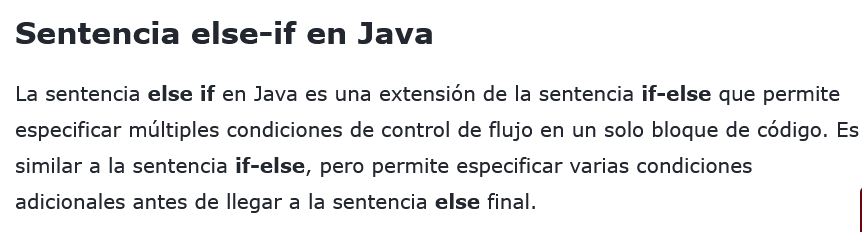 Sentencia else-if en Java
La sentencia else if en Java es una extensión de la sentencia if-else que permite
especificar múltiples condiciones de control de flujo en un solo bloque de código. Es
similar a la sentencia if-else, pero permite especificar varias condiciones
adicionales antes de llegar a la sentencia else final.